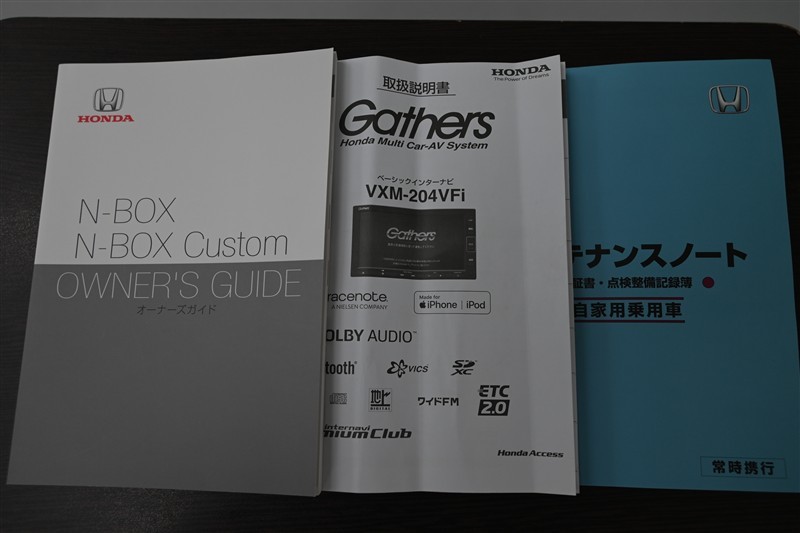 HONDA
N-BOX
N-BOX Custom
OWNER'S GUIDE
オーナーズガイド
HONDA
The Power of Dreams
取扱説明書
Gathers
Honda Multi Car-AV System
ベーシックインターナビ
VXM-204VFi
Gathers
racenote
A NIELSEN COMPANY
Made for
iPhone | iPod
OLBY AUDIO™
tooth®
VICS
SD XC
DIGITAL
ワイドFM
ETC
2.0
internavi
miumClub
Honda Access
テナンスノート
証書・点検整備記録簿
自家用乗用車
常時携行